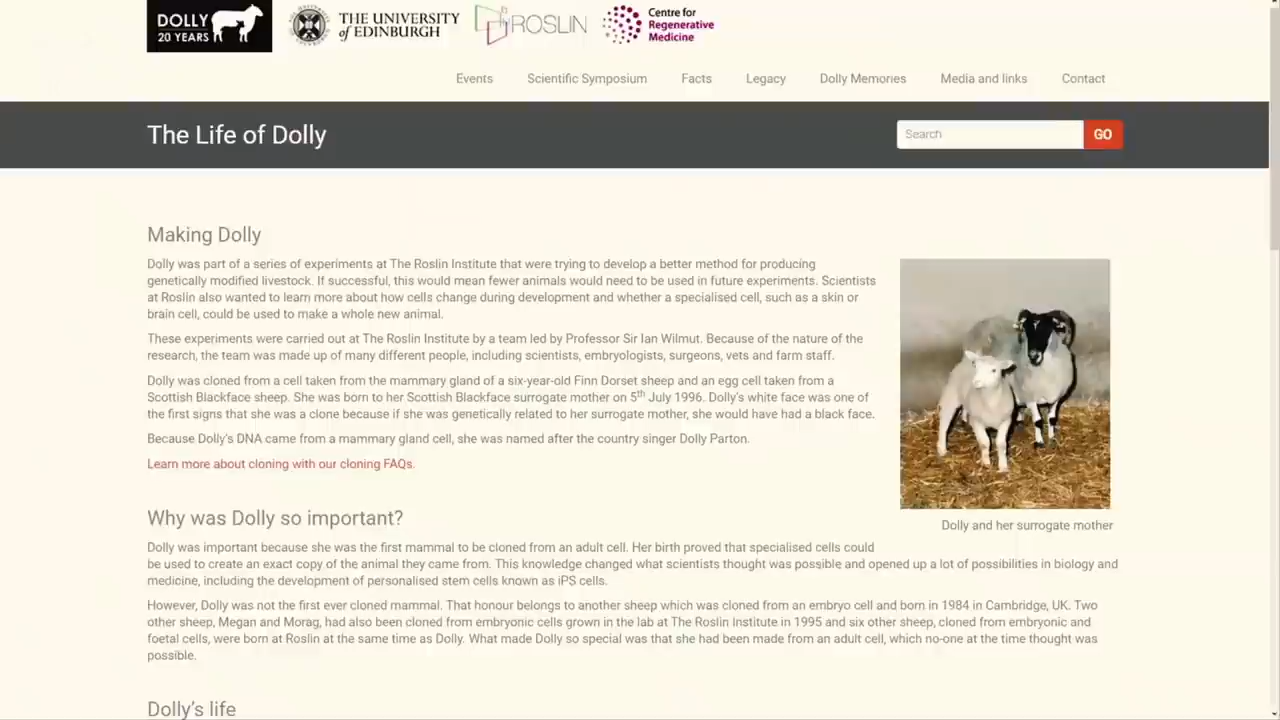 DOLLY
20 YEARS
THE UNIVERSITY
of EDINBURGH
ROSLIN
Centre for
Regenerative
Medicine
Events Scientific Symposium Facts Legacy Dolly Memories Media and links Contact
The Life of Dolly
Search GO
Making Dolly
Dolly was part of a series of experiments at The Roslin Institute that were trying to develop a better method for producing
genetically modified livestock. If successful, this would mean fewer animals would need to be used in future experiments. Scientists
at Roslin also wanted to learn more about how cells change during development and whether a specialised cell, such as a skin or
brain cell, could be used to make a whole new animal.
These experiments were carried out at The Roslin Institute by a team led by Professor Sir Ian Wilmut. Because of the nature of the
research, the team was made up of many different people, including scientists, embryologists, surgeons, vets and farm staff.
Dolly was cloned from a cell taken from the mammary gland of a six-year-old Finn Dorset sheep and an egg cell taken from a
Scottish Blackface sheep. She was born to her Scottish Blackface surrogate mother on 5th July 1996. Dolly's white face was one of
the first signs that she was a clone because if she was genetically related to her surrogate mother, she would have had a black face.
Because Dolly's DNA came from a mammary gland cell, she was named after the country singer Dolly Parton.
Learn more about cloning with our cloning FAQs.
Dolly and her surrogate mother
Why was Dolly so important?
Dolly was important because she was the first mammal to be cloned from an adult cell. Her birth proved that specialised cells could
be used to create an exact copy of the animal they came from. This knowledge changed what scientists thought was possible and opened up a lot of possibilities in biology and
medicine, including the development of personalised stem cells known as iPS cells.
However, Dolly was not the first ever cloned mammal. That honour belongs to another sheep which was cloned from an embryo cell and born in 1984 in Cambridge, UK. Two
other sheep, Megan and Morag, had also been cloned from embryonic cells grown in the lab at The Roslin Institute in 1995 and six other sheep, cloned from embryonic and
foetal cells, were born at Roslin at the same time as Dolly. What made Dolly so special was that she had been made from an adult cell, which no-one at the time thought was
possible.
Dolly's life